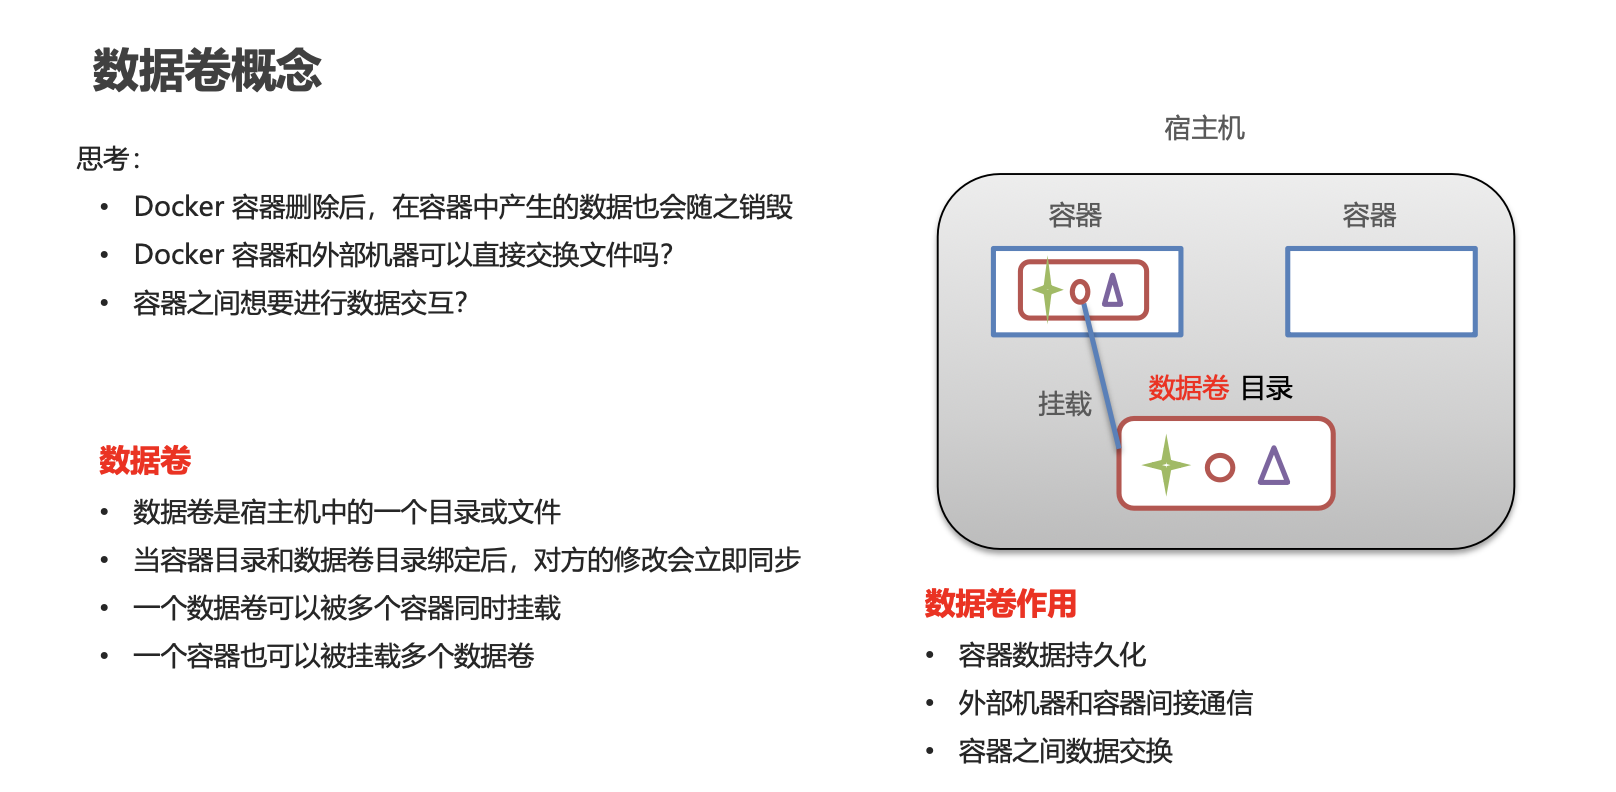 数据卷概念
思考：
• Docker 容器删除后，在容器中产生的数据也会随之销毁
• Docker 容器和外部机器可以直接交换文件吗？
• 容器之间想要进行数据交互？
数据卷
• 数据卷是宿主机中的一个目录或文件
• 当容器目录和数据卷目录绑定后，对方的修改会立即同步
• 一个数据卷可以被多个容器同时挂载
• 一个容器也可以被挂载多个数据卷
宿主机
容器 容器
挂载
数据卷 目录
数据卷作用
• 容器数据持久化
• 外部机器和容器间接通信
• 容器之间数据交换